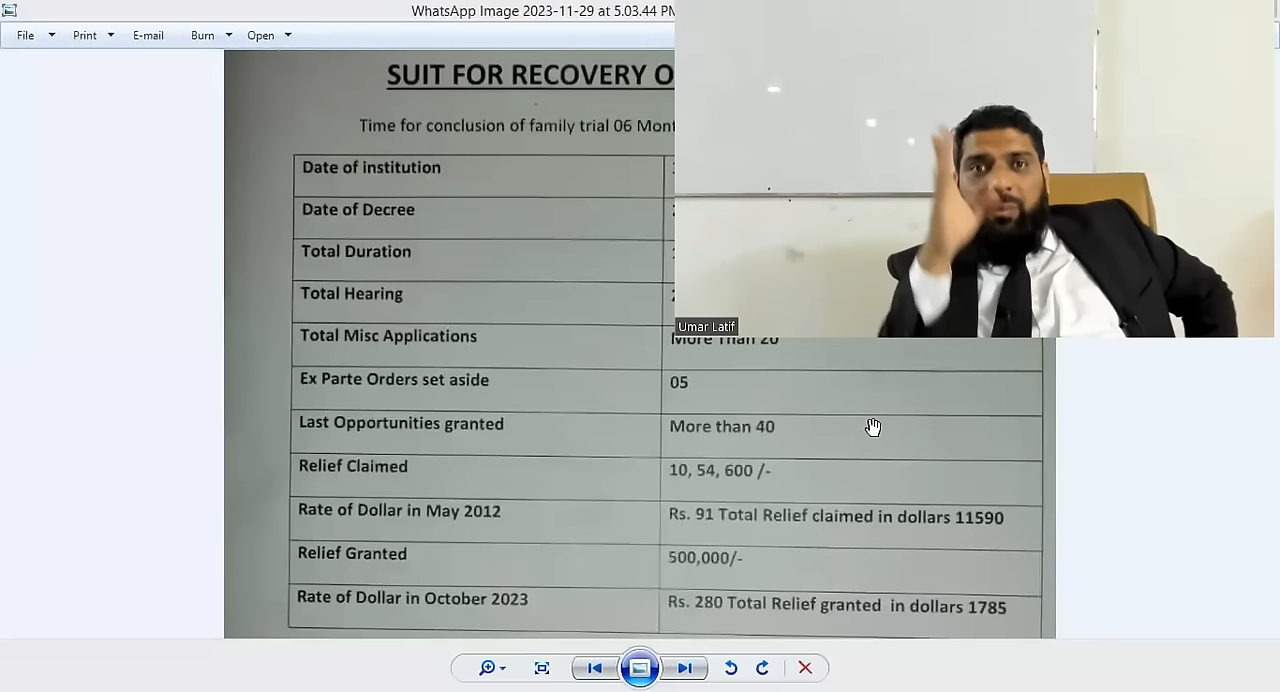 WhatsApp Image 2023-11-29 at 5.03.44 PM
File Print E-mail Burn Open
SUIT FOR RECOVERY O
Time for conclusion of family trial 06 Mont
Date of institution
Date of Decree
Total Duration
Total Hearing
Umar Latif
Total Misc Applications More Than 20
Ex Parte Orders set aside 05
Last Opportunities granted More than 40
Relief Claimed 10, 54, 600 /-
Rate of Dollar in May 2012 Rs. 91 Total Relief claimed in dollars 11590
Relief Granted 500,000/-
Rate of Dollar in October 2023 Rs. 280 Total Relief granted in dollars 1785